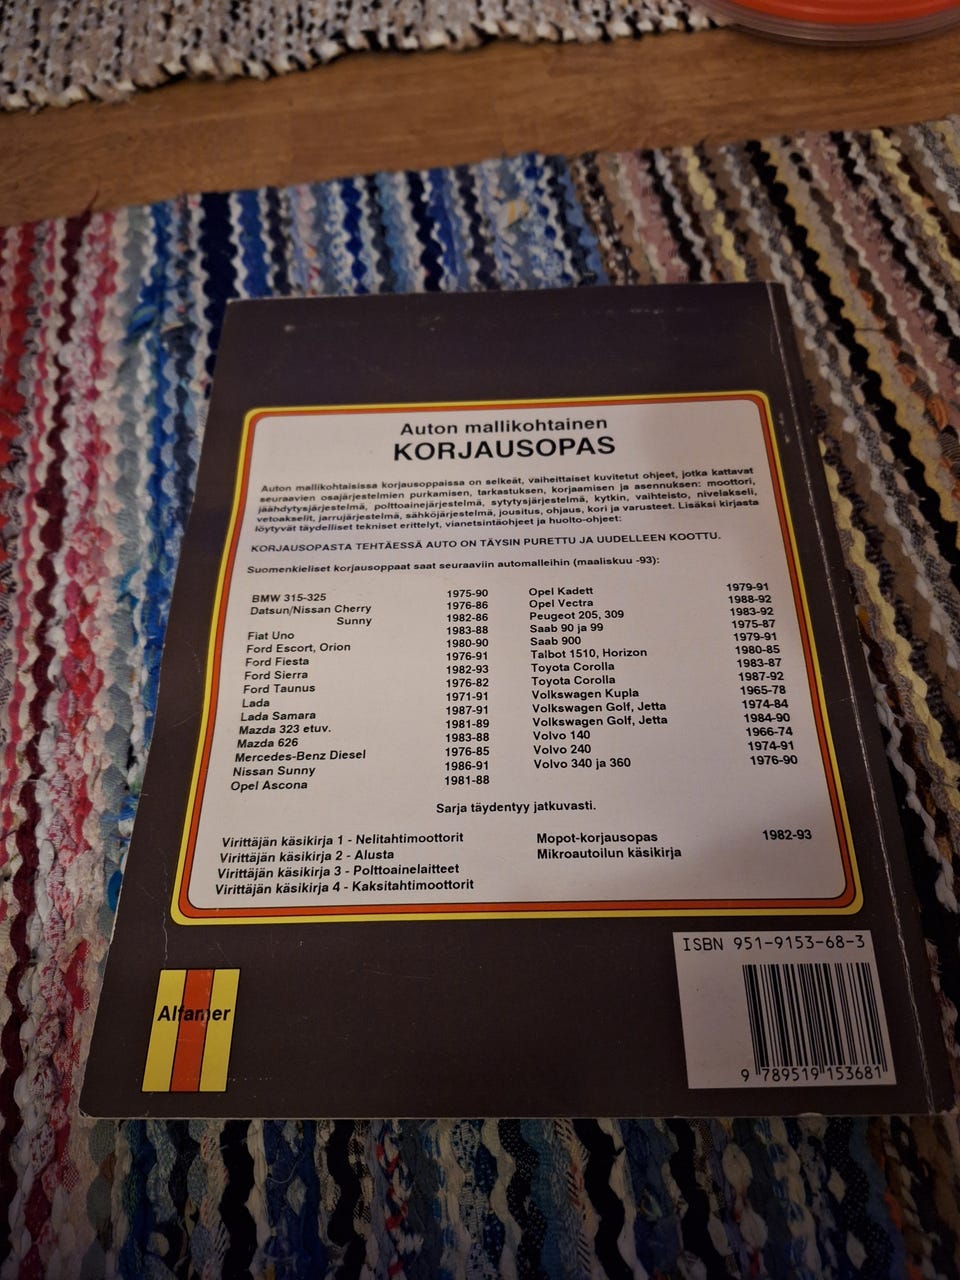 Auton mallikohtainen
KORJAUSOPAS
Auton mallikohtaisissa korjausoppaissa on selkeät, vaiheittaiset kuvitetut ohjeet, jotka kattavat
seuraavien osajärjestelmien purkamisen, tarkastuksen, korjaamisen ja asennuksen: moottori,
jäähdytysjärjestelmä, polttoainejärjestelmä, sytytysjärjestelmä, kytkin, vaihteisto, nivelakseli,
vetoakselit, jarrujärjestelmä, sähköjärjestelmä, jousitus, ohjaus, kori ja varusteet. Lisäksi kirjasta
löytyvät täydelliset tekniset erittelyt, vianetsintäohjeet ja huolto-ohjeet:
KORJAUSOPASTA TEHTÄESSÄ AUTO ON TÄYSIN PURETTU JA UUDELLEEN KOOTTU.
Suomenkieliset korjausoppaat saat seuraaviin automalleihin (maaliskuu -93):
BMW 315-325 1975-90
Datsun/Nissan Cherry 1976-86
Sunny 1982-86
Fiat Uno 1983-88
Ford Escort, Orion 1980-90
Ford Fiesta 1976-91
Ford Sierra 1982-93
Ford Taunus 1976-82
Lada 1971-91
Lada Samara 1987-91
Mazda 323 etuv. 1981-89
Mazda 626 1983-88
Mercedes-Benz Diesel 1976-85
Nissan Sunny 1986-91
Opel Ascona 1981-88
Opel Kadett 1979-91
Opel Vectra 1988-92
Peugeot 205, 309 1983-92
Saab 90 ja 99 1975-87
Saab 900 1979-91
Talbot 1510, Horizon 1980-85
Toyota Corolla 1983-87
Toyota Corolla 1987-92
Volkswagen Kupla 1965-78
Volkswagen Golf, Jetta 1974-84
Volkswagen Golf, Jetta 1984-90
Volvo 140 1966-74
Volvo 240 1974-91
Volvo 340 ja 360 1976-90
Sarja täydentyy jatkuvasti.
Virittäjän käsikirja 1 - Nelitahtimoottorit
Virittäjän käsikirja 2 - Alusta
Virittäjän käsikirja 3 - Polttoainelaitteet
Virittäjän käsikirja 4 - Kaksitahtimoottorit
Mopot-korjausopas 1982-93
Mikroautoilun käsikirja
ISBN 951-9153-68-3
9 789519 153681
Alfamer